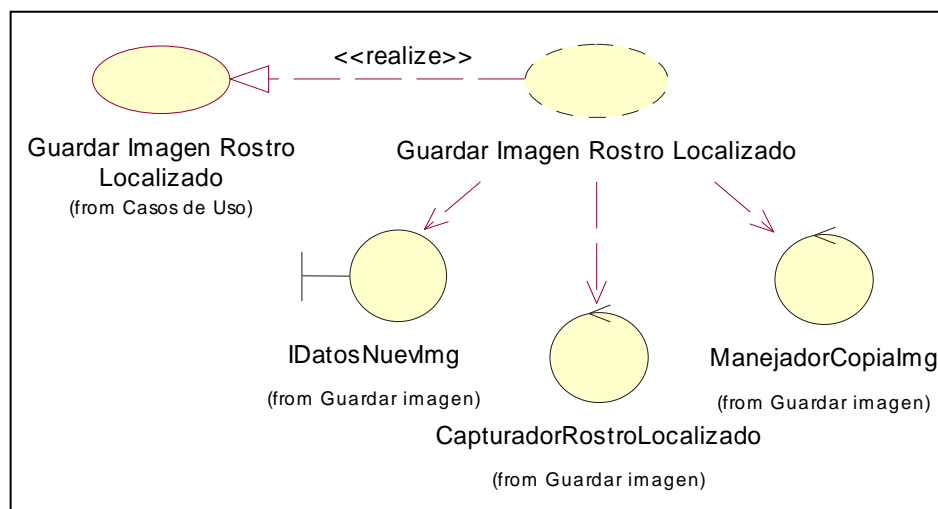 <<realize>>
Guardar Imagen Rostro
Localizado
(from Casos de Uso)
Guardar Imagen Rostro Localizado
IDatosNuevImg
(from Guardar imagen)
CapturadorRostroLocalizado
(from Guardar imagen)
ManejadorCopiaImg
(from Guardar imagen)